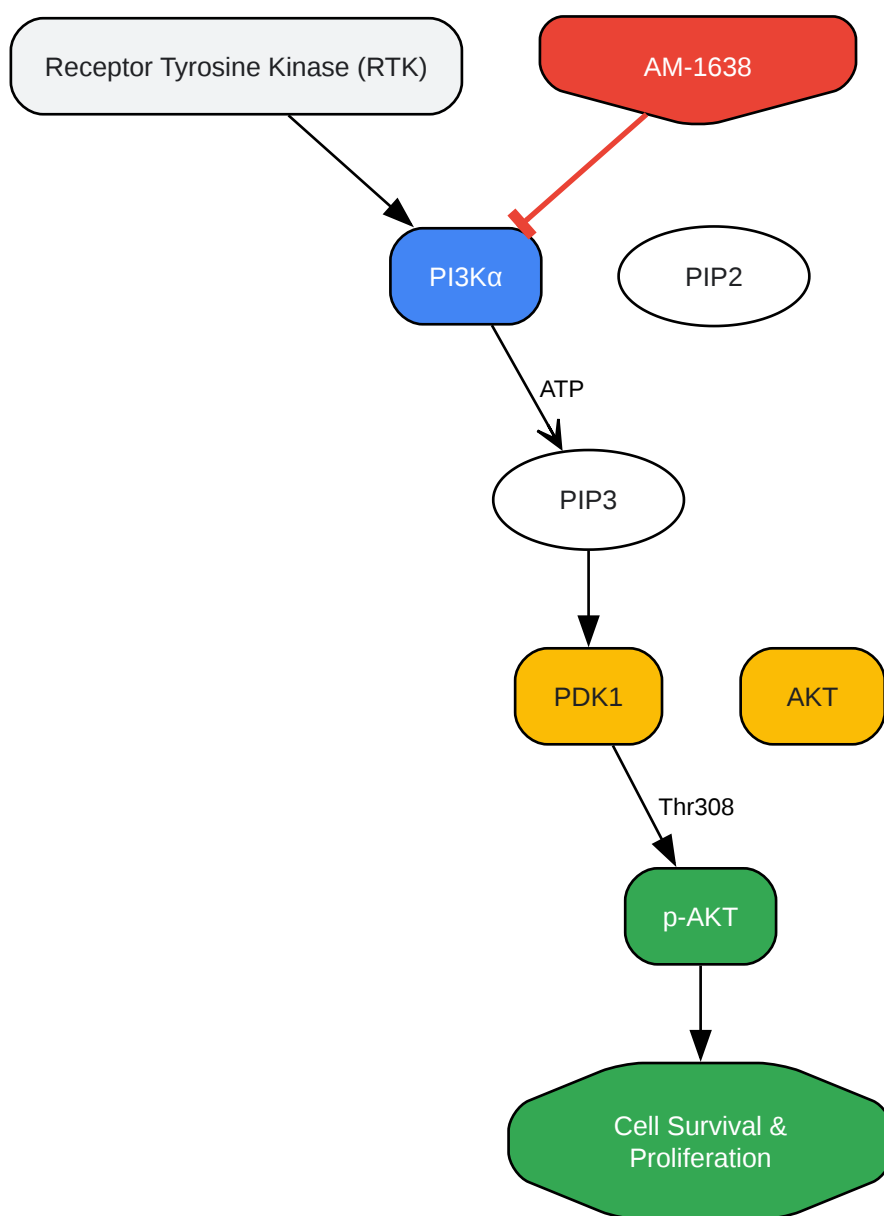 Receptor Tyrosine Kinase (RTK)
AM-1638
PI3Kα
PIP2
ATP
PIP3
PDK1
AKT
Thr308
p-AKT
Cell Survival &
Proliferation